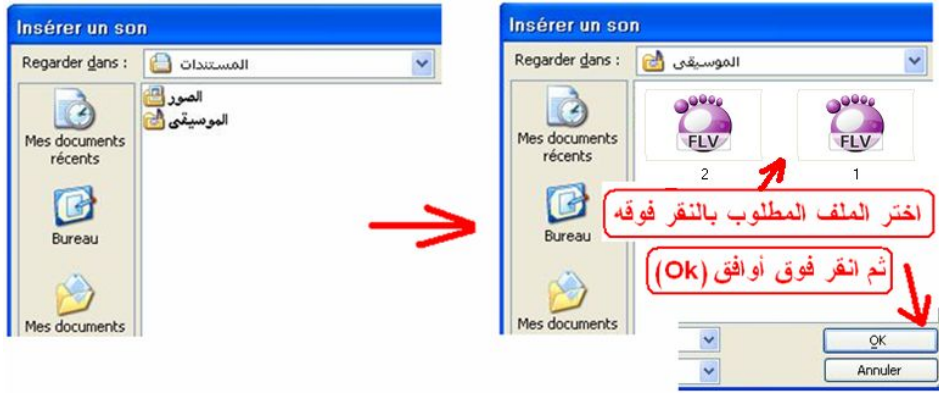 Insérer un son
Regarder dans :
المستندات
الصور
الموسيقى
Mes documents
récents
Bureau
Mes documents
Insérer un son
Regarder dans :
الموسيقى
Mes documents
récents
Bureau
Mes documents
FLV
2
FLV
1
اختر الملف المطلوب بالنقر فوقه
ثم انقر فوق أوافق (Ok)
OK
Annuler